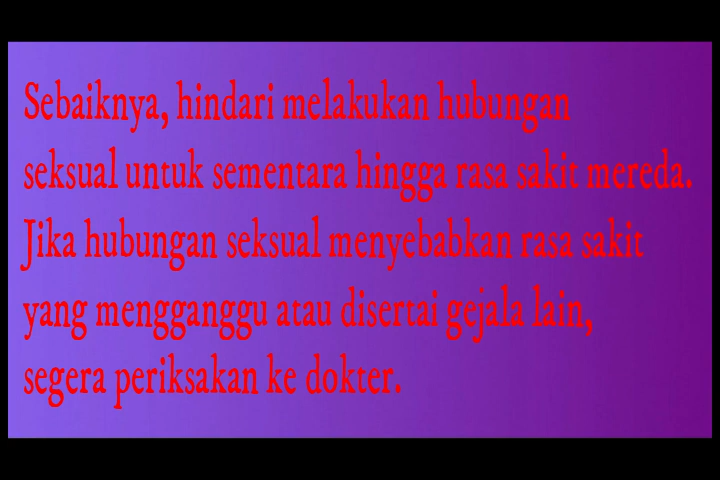 Sebaiknya, hindari melakukan hubungan
seksual untuk sementara hingga rasa sakit mereda.
Jika hubungan seksual menyebabkan rasa sakit
yang mengganggu atau disertai gejala lain,
segera periksakan ke dokter.